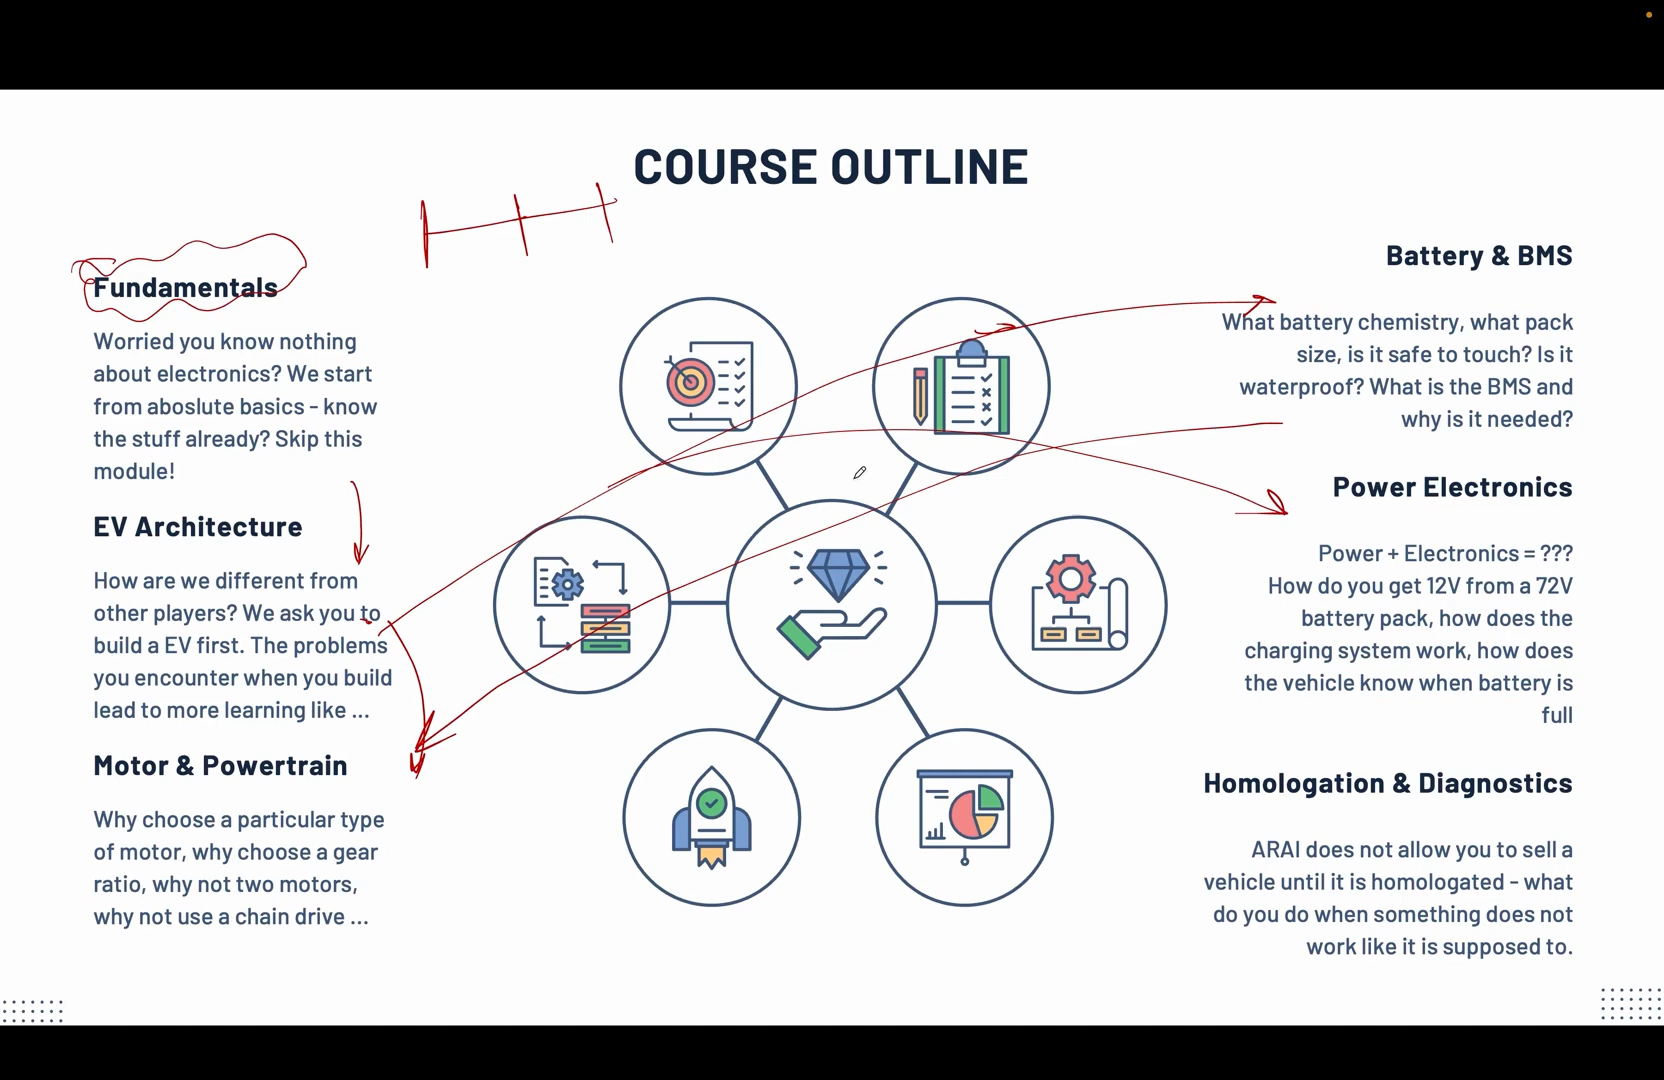 COURSE OUTLINE
Fundamentals
Worried you know nothing
about electronics? We start
from aboslute basics - know
the stuff already? Skip this
module!
EV Architecture
How are we different from
other players? We ask you to
build a EV first. The problems
you encounter when you build
lead to more learning like ...
Motor & Powertrain
Why choose a particular type
of motor, why choose a gear
ratio, why not two motors,
why not use a chain drive ...
Battery & BMS
What battery chemistry, what pack
size, is it safe to touch? Is it
waterproof? What is the BMS and
why is it needed?
Power Electronics
Power + Electronics = ???
How do you get 12V from a 72V
battery pack, how does the
charging system work, how does
the vehicle know when battery is
full
Homologation & Diagnostics
ARAI does not allow you to sell a
vehicle until it is homologated - what
do you do when something does not
work like it is supposed to.